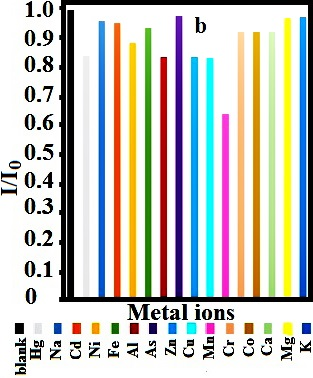 1.0
b
0.9
0.8
0.7
0.6
0.5
0.4
0.3
0.2
0.1
0
I/I0
Metal ions
blank
Hg
Na
Cd
Ni
Fe
Al
As
Zn
Cu
Mn
Cr
Co
Ca
Mg
K